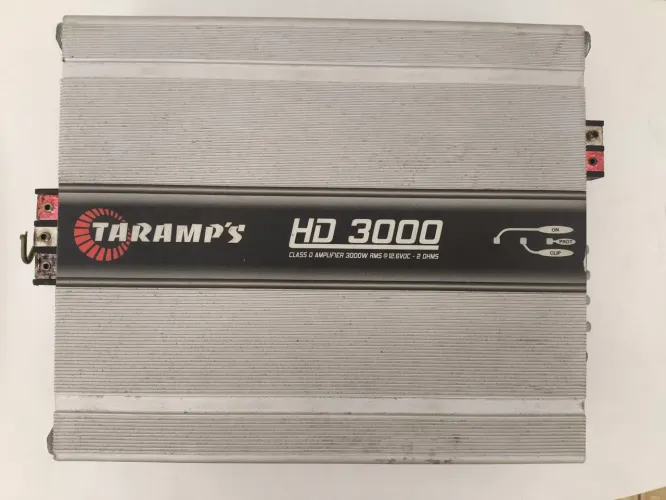 TARAMP'S
HD 3000
CLASS D AMPLIFIER 3000W RMS @ 12.6VDC - 2 OHMS
ON
PROT
CLIP